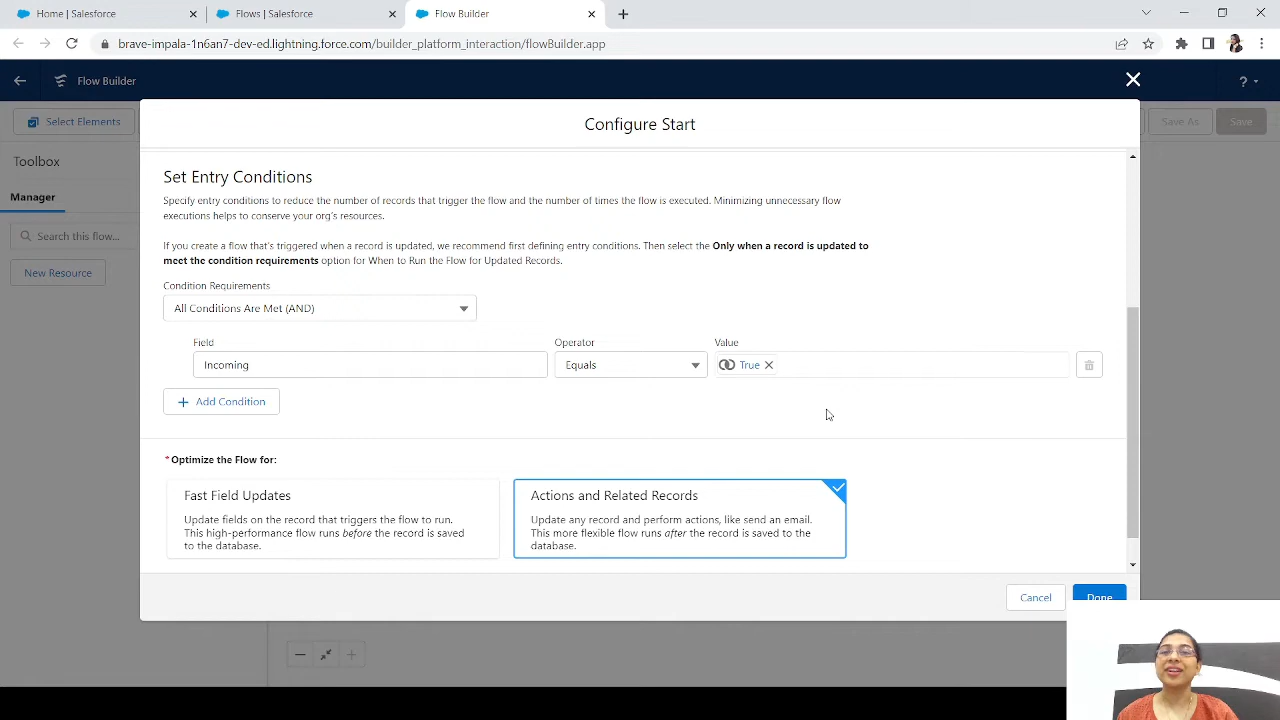 Home | Salesforce
Flows | Salesforce
Flow Builder
brave-impala-1n6an7-dev-ed.lightning.force.com/builder_platform_interaction/flowBuilder.app
Flow Builder
?
Select Elements
Save As
Save
Configure Start
Toolbox
Manager
Search this flow...
New Resource
Set Entry Conditions
Specify entry conditions to reduce the number of records that trigger the flow and the number of times the flow is executed. Minimizing unnecessary flow
executions helps to conserve your org's resources.
If you create a flow that's triggered when a record is updated, we recommend first defining entry conditions. Then select the Only when a record is updated to
meet the condition requirements option for When to Run the Flow for Updated Records.
Condition Requirements
All Conditions Are Met (AND)
Field
Operator
Value
Incoming
Equals
True
Add Condition
*Optimize the Flow for:
Fast Field Updates
Update fields on the record that triggers the flow to run.
This high-performance flow runs before the record is saved
to the database.
Actions and Related Records
Update any record and perform actions, like send an email.
This more flexible flow runs after the record is saved to the
database.
Cancel
Done